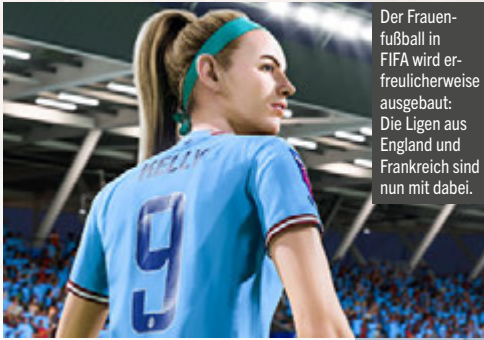 Der Frauen-
fußball in
FIFA wird er-
freulicherweise
ausgebaut:
Die Ligen aus
England und
Frankreich sind
nun mit dabei.
KELLY
9